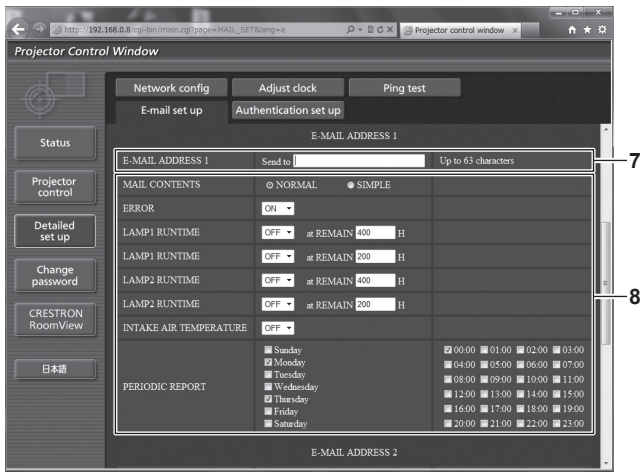 http://192.168.0.8/cgi-bin/main.cgi?page=MAIL_SET&lang=e
Projector control window
Projector Control Window
Network config Adjust clock Ping test
E-mail set up Authentication set up
Status
Projector control
Detailed set up
Change password
CRESTRON RoomView
日本語
E-MAIL ADDRESS 1
E-MAIL ADDRESS 1 Send to Up to 63 characters 7
MAIL CONTENTS NORMAL SIMPLE
ERROR ON
LAMP1 RUNTIME OFF at REMAIN 400 H
LAMP1 RUNTIME OFF at REMAIN 200 H
LAMP2 RUNTIME OFF at REMAIN 400 H
LAMP2 RUNTIME OFF at REMAIN 200 H
8
INTAKE AIR TEMPERATURE OFF
PERIODIC REPORT
Sunday
Monday
Tuesday
Wednesday
Thursday
Friday
Saturday
00:00 01:00 02:00 03:00
04:00 05:00 06:00 07:00
08:00 09:00 10:00 11:00
12:00 13:00 14:00 15:00
16:00 17:00 18:00 19:00
20:00 21:00 22:00 23:00
E-MAIL ADDRESS 2